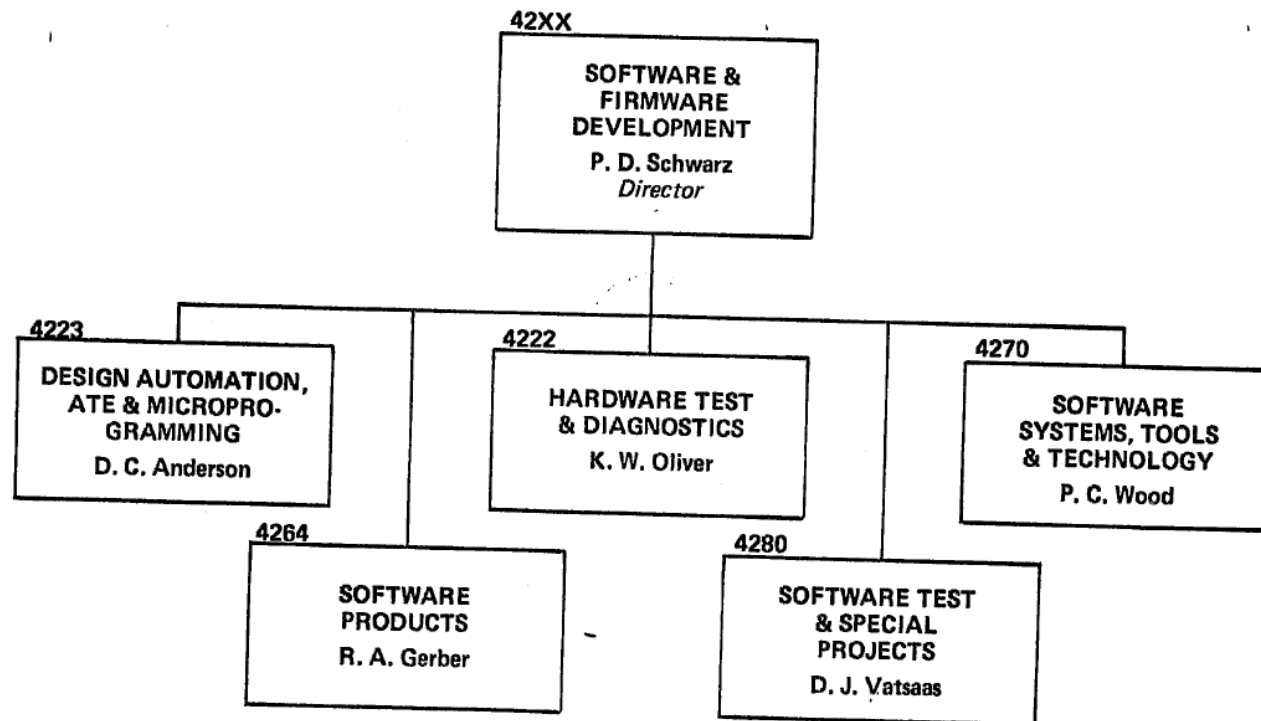 42XX
SOFTWARE &
FIRMWARE
DEVELOPMENT
P. D. Schwarz
Director
4223
DESIGN AUTOMATION,
ATE & MICROPRO-
GRAMMING
D. C. Anderson
4222
HARDWARE TEST
& DIAGNOSTICS
K. W. Oliver
4270
SOFTWARE
SYSTEMS, TOOLS
& TECHNOLOGY
P. C. Wood
4264
SOFTWARE
PRODUCTS
R. A. Gerber
4280
SOFTWARE TEST
& SPECIAL
PROJECTS
D. J. Vatsaas